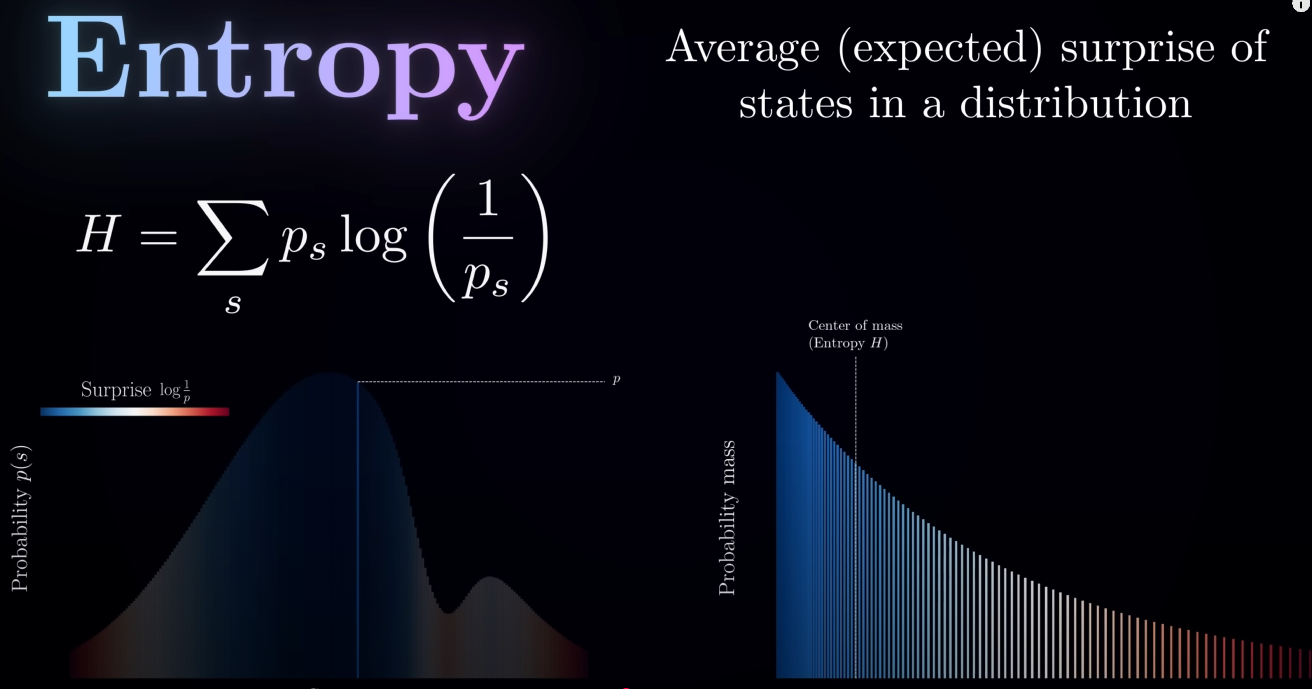 Entropy
Average (expected) surprise of
states in a distribution
H = ∑ₛ pₛ log (1/pₛ)
Center of mass
(Entropy H)
Surprise log 1/p
p
Probability p(s)
Probability mass